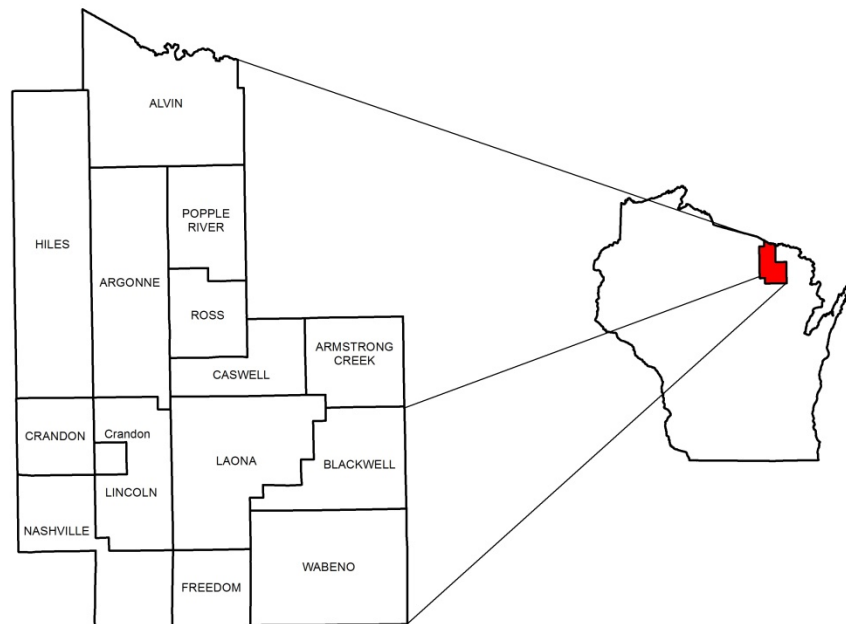 ALVIN
HILES
POPPLE
RIVER
ARGONNE
ROSS
CASWELL
ARMSTRONG
CREEK
CRANDON
Crandon
LAONA
BLACKWELL
LINCOLN
NASHVILLE
FREEDOM
WABENO